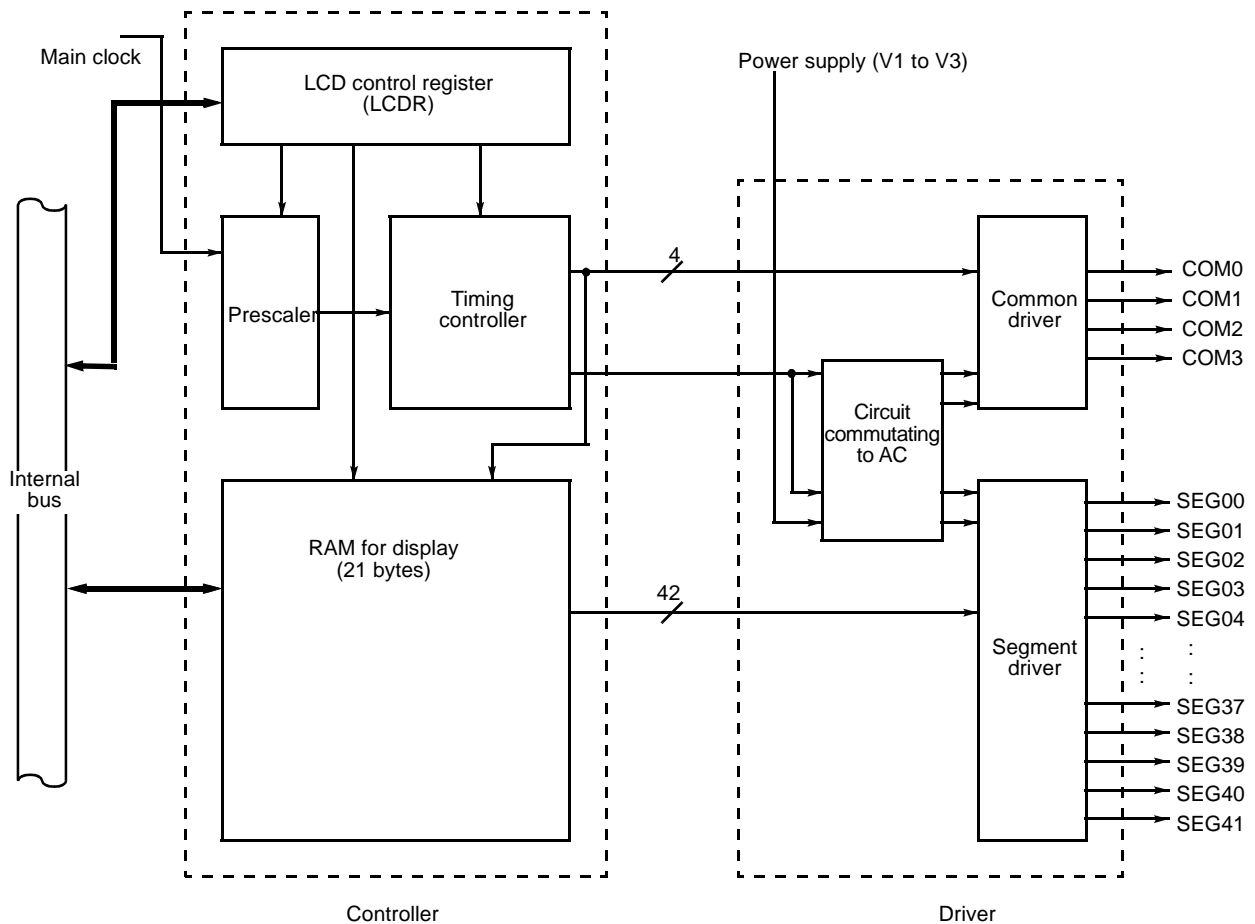 Main clock
LCD control register
(LCDR)
Power supply (V1 to V3)
Prescaler
Timing
controller
4
Common
driver
COM0
COM1
COM2
COM3
Circuit
commutating
to AC
Internal
bus
RAM for display
(21 bytes)
42
Segment
driver
SEG00
SEG01
SEG02
SEG03
SEG04
: :
: :
SEG37
SEG38
SEG39
SEG40
SEG41
Controller
Driver